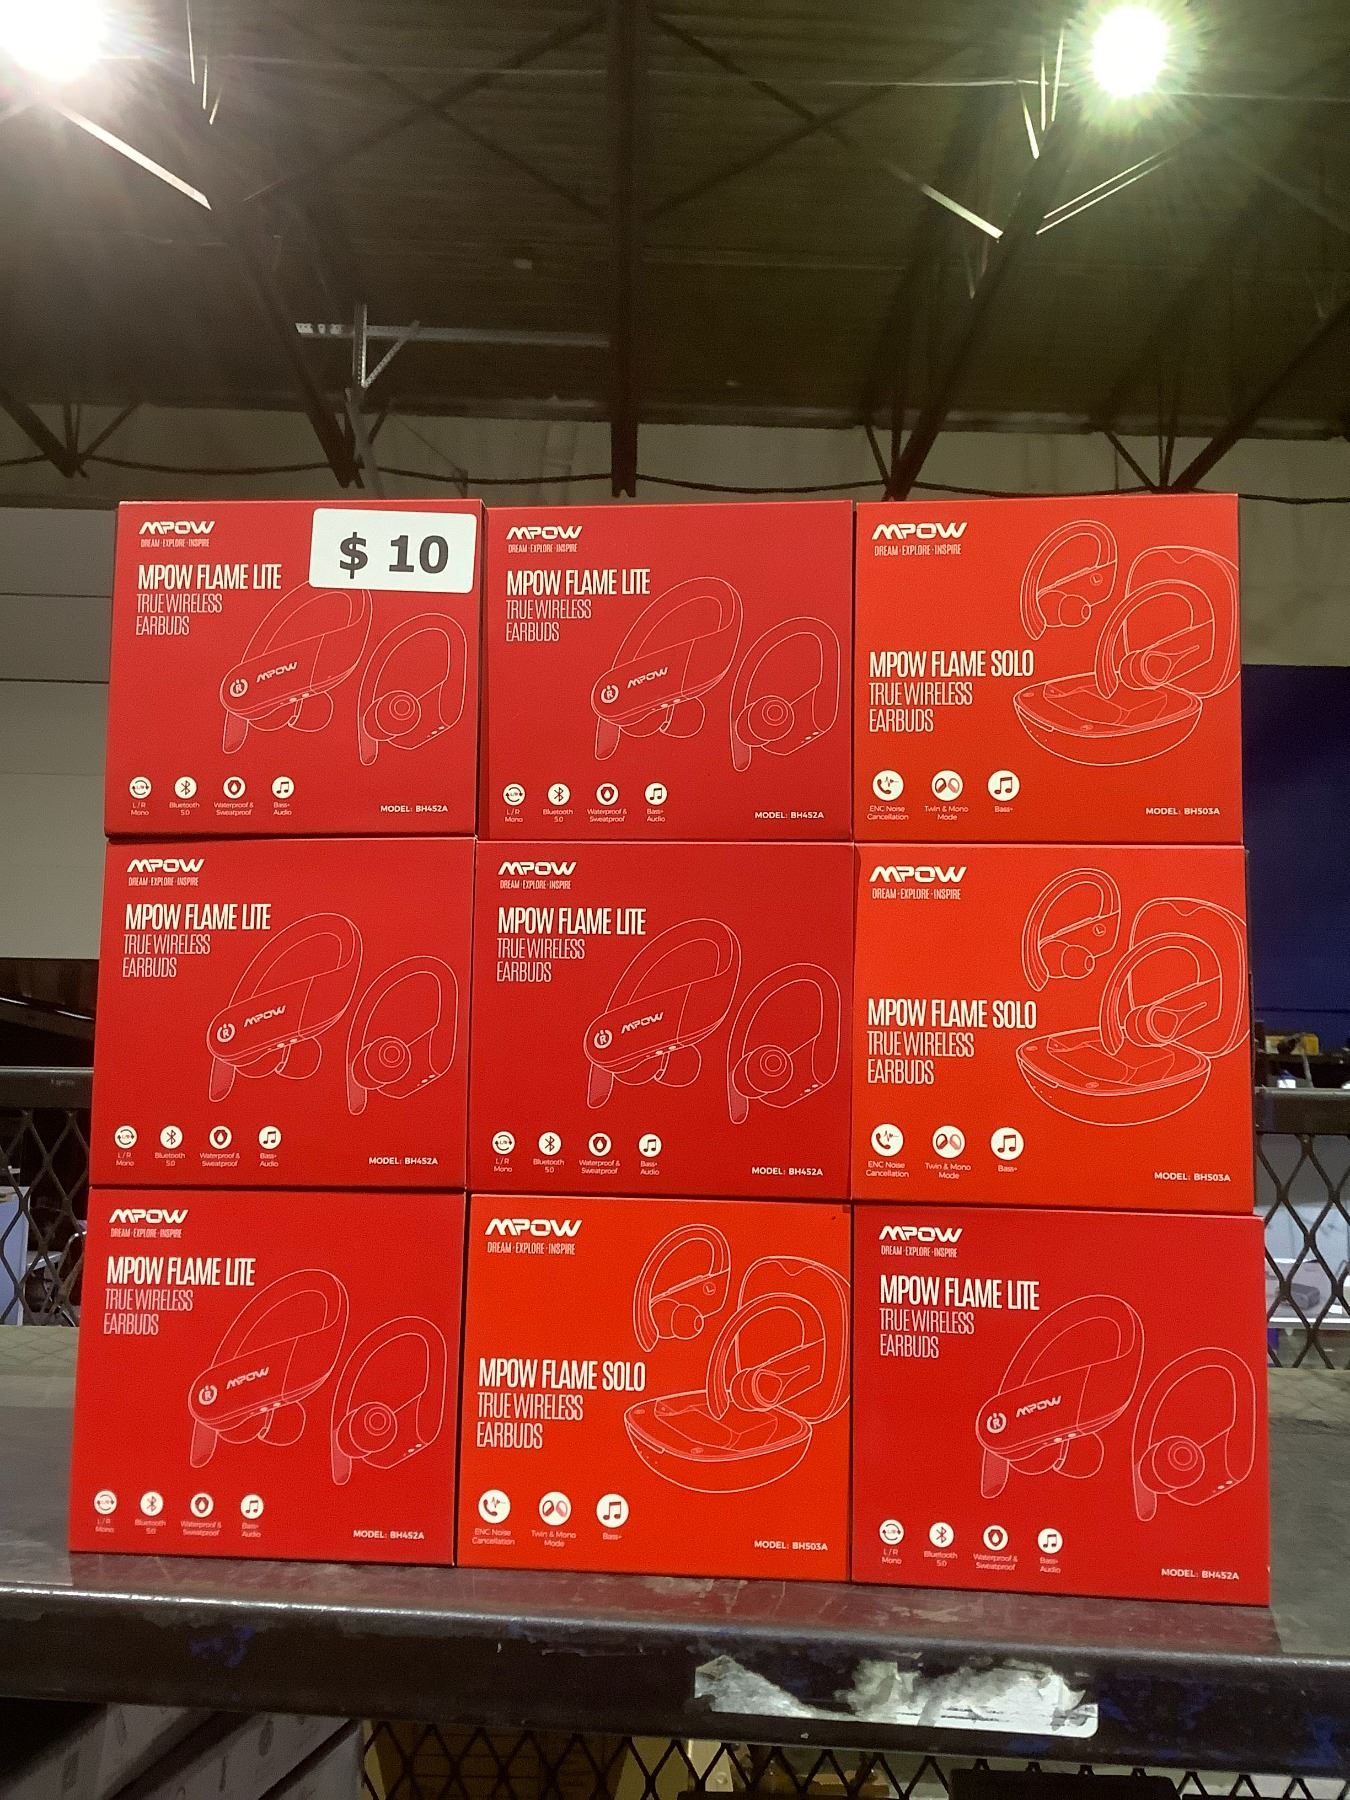 MPOW
DREAM · EXPLORE · INSPIRE
$ 10
MPOW FLAME LITE
TRUE WIRELESS
EARBUDS
R MPOW
L / R
Mono
Bluetooth
5.0
Waterproof &
Sweatproof
Bass+
Audio
MODEL: BH452A
MPOW
DREAM · EXPLORE · INSPIRE
MPOW FLAME LITE
TRUE WIRELESS
EARBUDS
R MPOW
L / R
Mono
Bluetooth
5.0
Waterproof &
Sweatproof
Bass+
Audio
MODEL: BH452A
MPOW
DREAM · EXPLORE · INSPIRE
L
MPOW FLAME SOLO
TRUE WIRELESS
EARBUDS
ENC Noise
Cancellation
Twin & Mono
Mode
Bass+
MODEL: BH503A
MPOW
DREAM · EXPLORE · INSPIRE
MPOW FLAME LITE
TRUE WIRELESS
EARBUDS
R MPOW
L / R
Mono
Bluetooth
5.0
Waterproof &
Sweatproof
Bass+
Audio
MODEL: BH452A
MPOW
DREAM · EXPLORE · INSPIRE
MPOW FLAME LITE
TRUE WIRELESS
EARBUDS
R MPOW
L / R
Mono
Bluetooth
5.0
Waterproof &
Sweatproof
Bass+
Audio
MODEL: BH452A
MPOW
DREAM · EXPLORE · INSPIRE
L
MPOW FLAME SOLO
TRUE WIRELESS
EARBUDS
ENC Noise
Cancellation
Twin & Mono
Mode
Bass+
MODEL: BH503A
MPOW
DREAM · EXPLORE · INSPIRE
MPOW FLAME LITE
TRUE WIRELESS
EARBUDS
R MPOW
L / R
Mono
Bluetooth
5.0
Waterproof &
Sweatproof
Bass+
Audio
MODEL: BH452A
MPOW
DREAM · EXPLORE · INSPIRE
L
MPOW FLAME SOLO
TRUE WIRELESS
EARBUDS
ENC Noise
Cancellation
Twin & Mono
Mode
Bass+
MODEL: BH503A
MPOW
DREAM · EXPLORE · INSPIRE
MPOW FLAME LITE
TRUE WIRELESS
EARBUDS
R MPOW
L / R
Mono
Bluetooth
5.0
Waterproof &
Sweatproof
Bass+
Audio
MODEL: BH452A